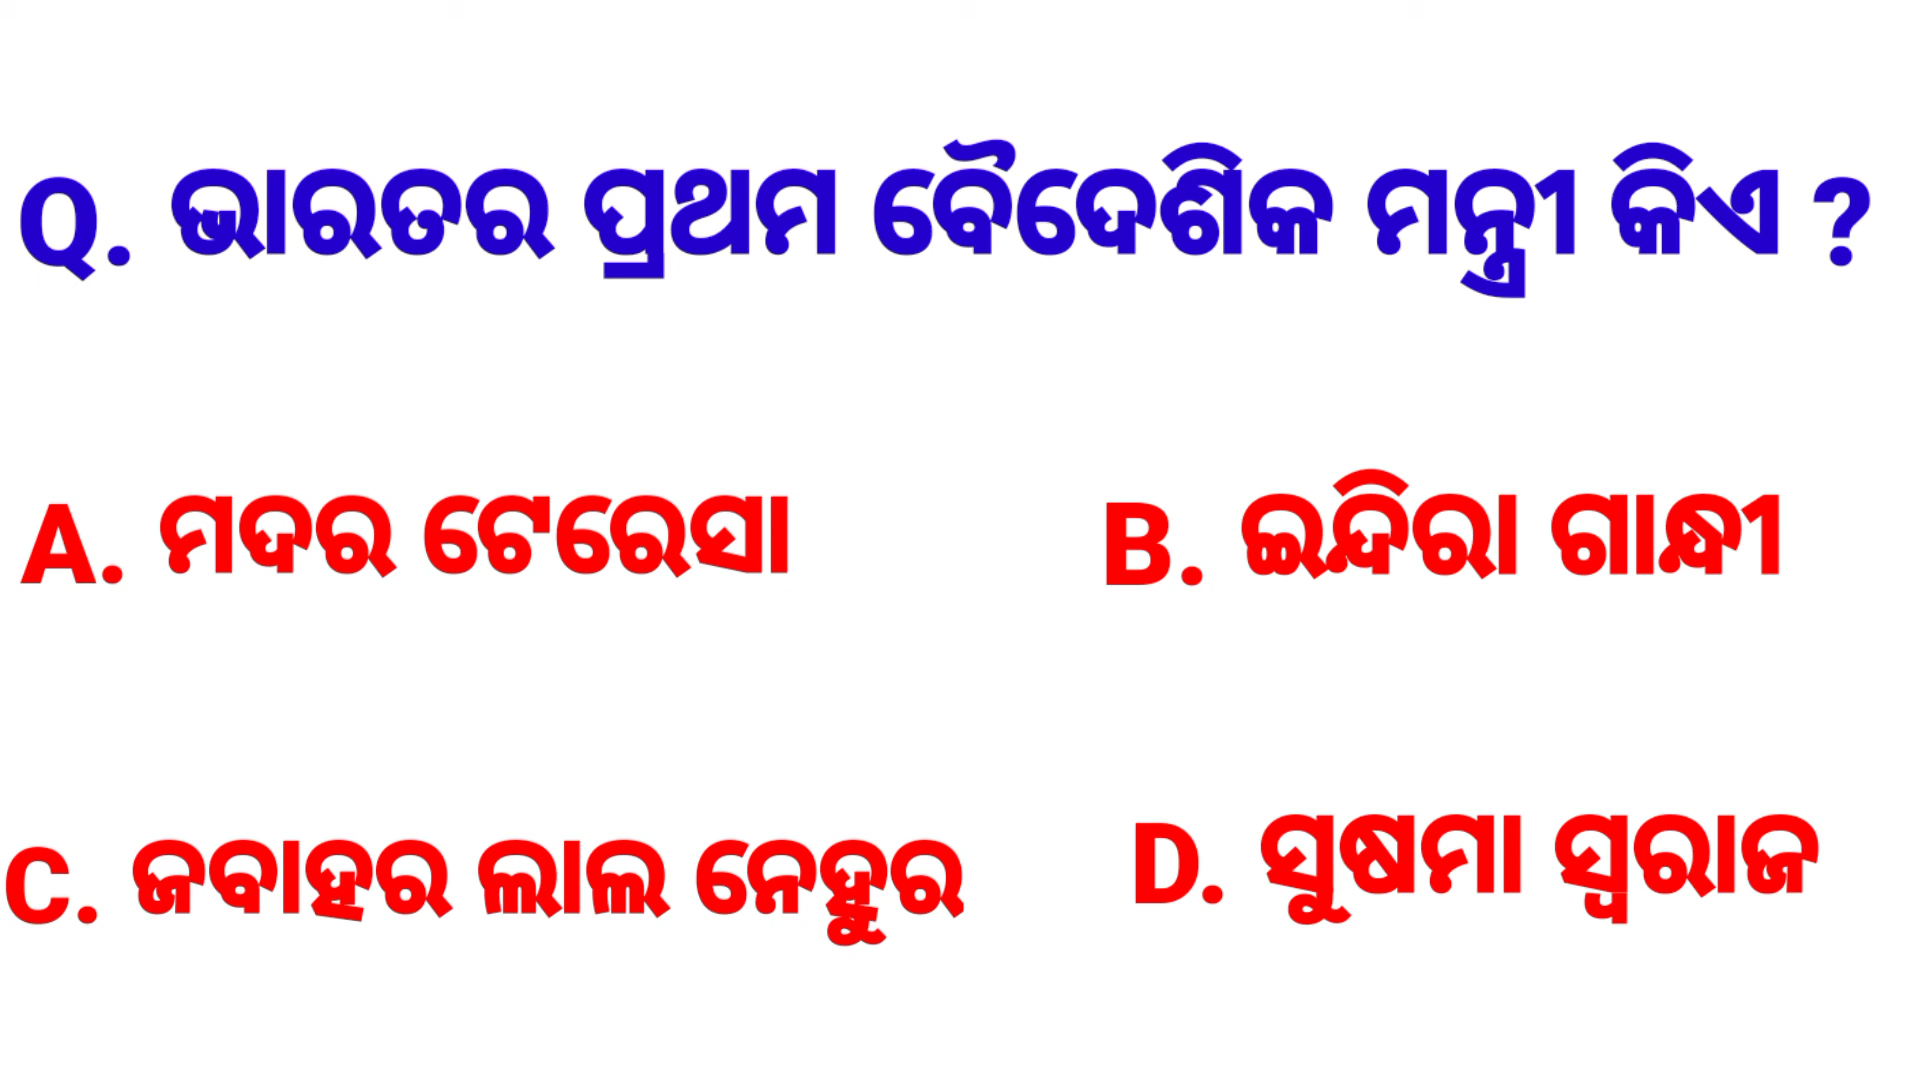 Q. ଭାରତର ପ୍ରଥମ ବୈଦେଶିକ ମନ୍ତ୍ରୀ କିଏ ?
A. ମଦର ଟେରେସା
B. ଇନ୍ଦିରା ଗାନ୍ଧୀ
C. ଜବାହର ଲାଲ ନେହୁର
D. ସୁଷମା ସ୍ୱରାଜ